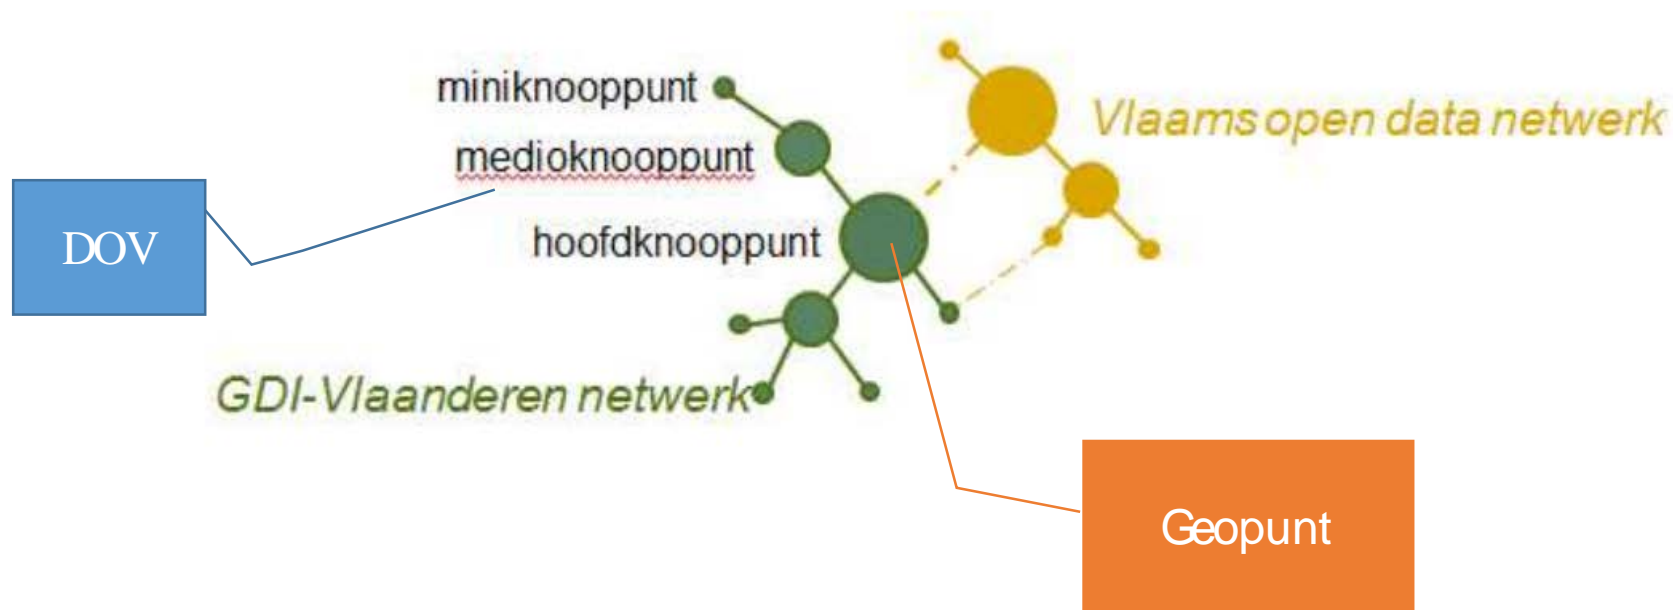 miniknooppunt
Vlaams open data netwerk
medioknooppunt
DOV
hoofdknooppunt
GDI-Vlaanderen netwerk
Geopunt